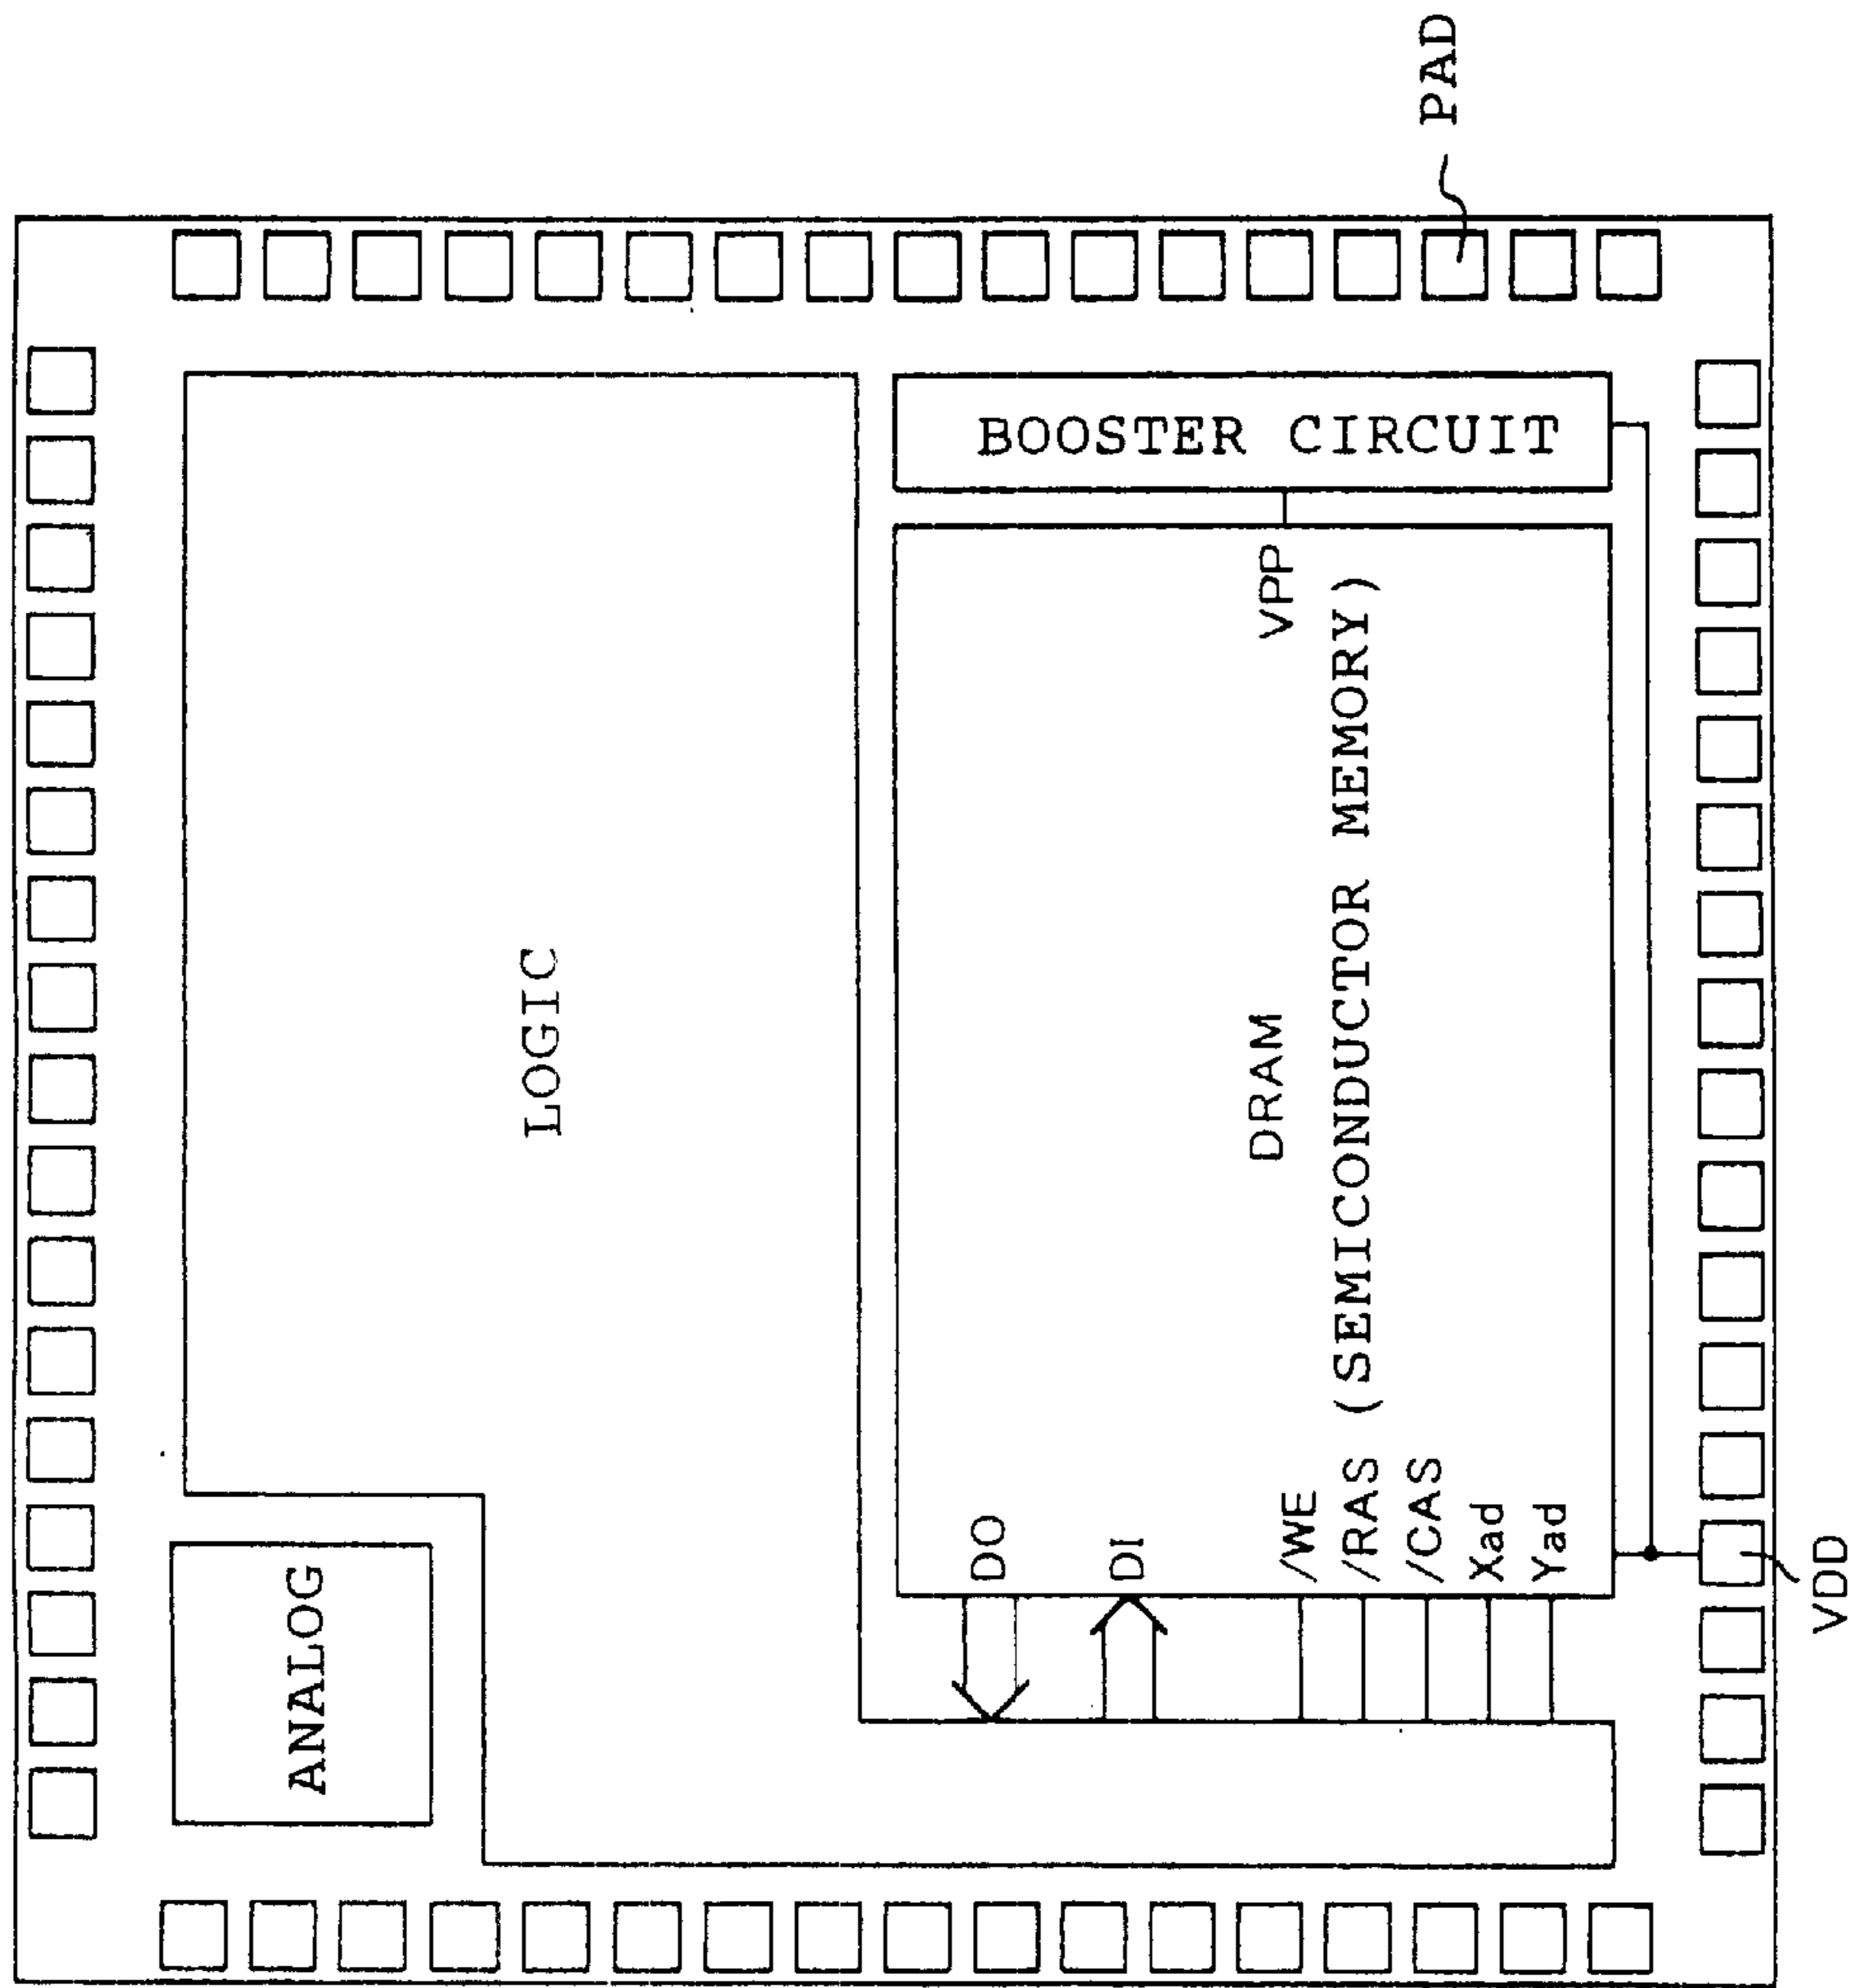 PAD
BOOSTER CIRCUIT
VPP
LOGIC
DRAM
(SEMICONDUCTOR MEMORY)
DO
DI
/WE
/RAS
/CAS
Xad
Yad
ANALOG
VDD